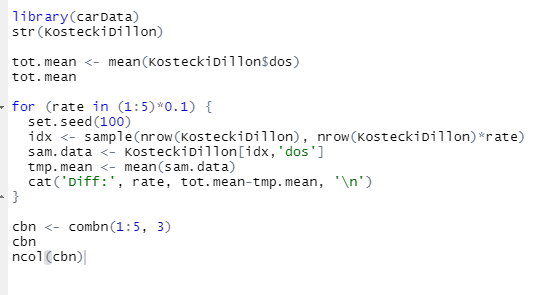 library(carData)
str(KosteckiDillon)
tot.mean <- mean(KosteckiDillon$dos)
tot.mean
for (rate in (1:5)*0.1) {
set.seed(100)
idx <- sample(nrow(KosteckiDillon), nrow(KosteckiDillon)*rate)
sam.data <- KosteckiDillon[idx,'dos']
tmp.mean <- mean(sam.data)
cat('Diff:', rate, tot.mean-tmp.mean, '\n')
}
cbn <- combn(1:5, 3)
cbn
ncol(cbn)